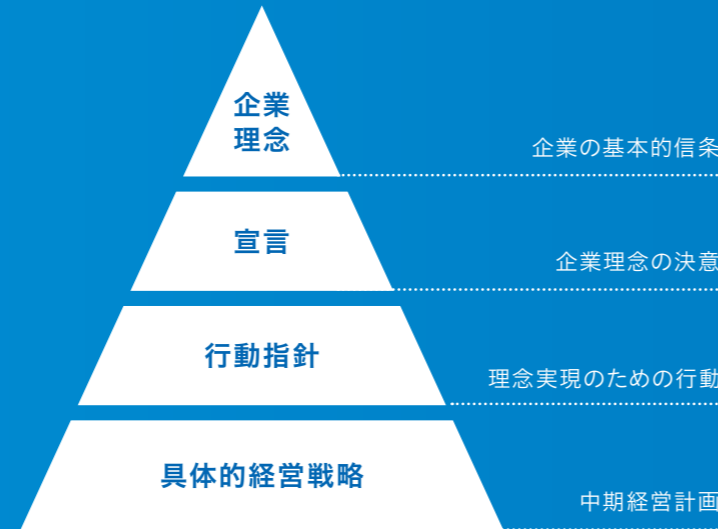 企業
理念
企業の基本的信条
宣言
企業理念の決意
行動指針
理念実現のための行動
具体的経営戦略
中期経営計画